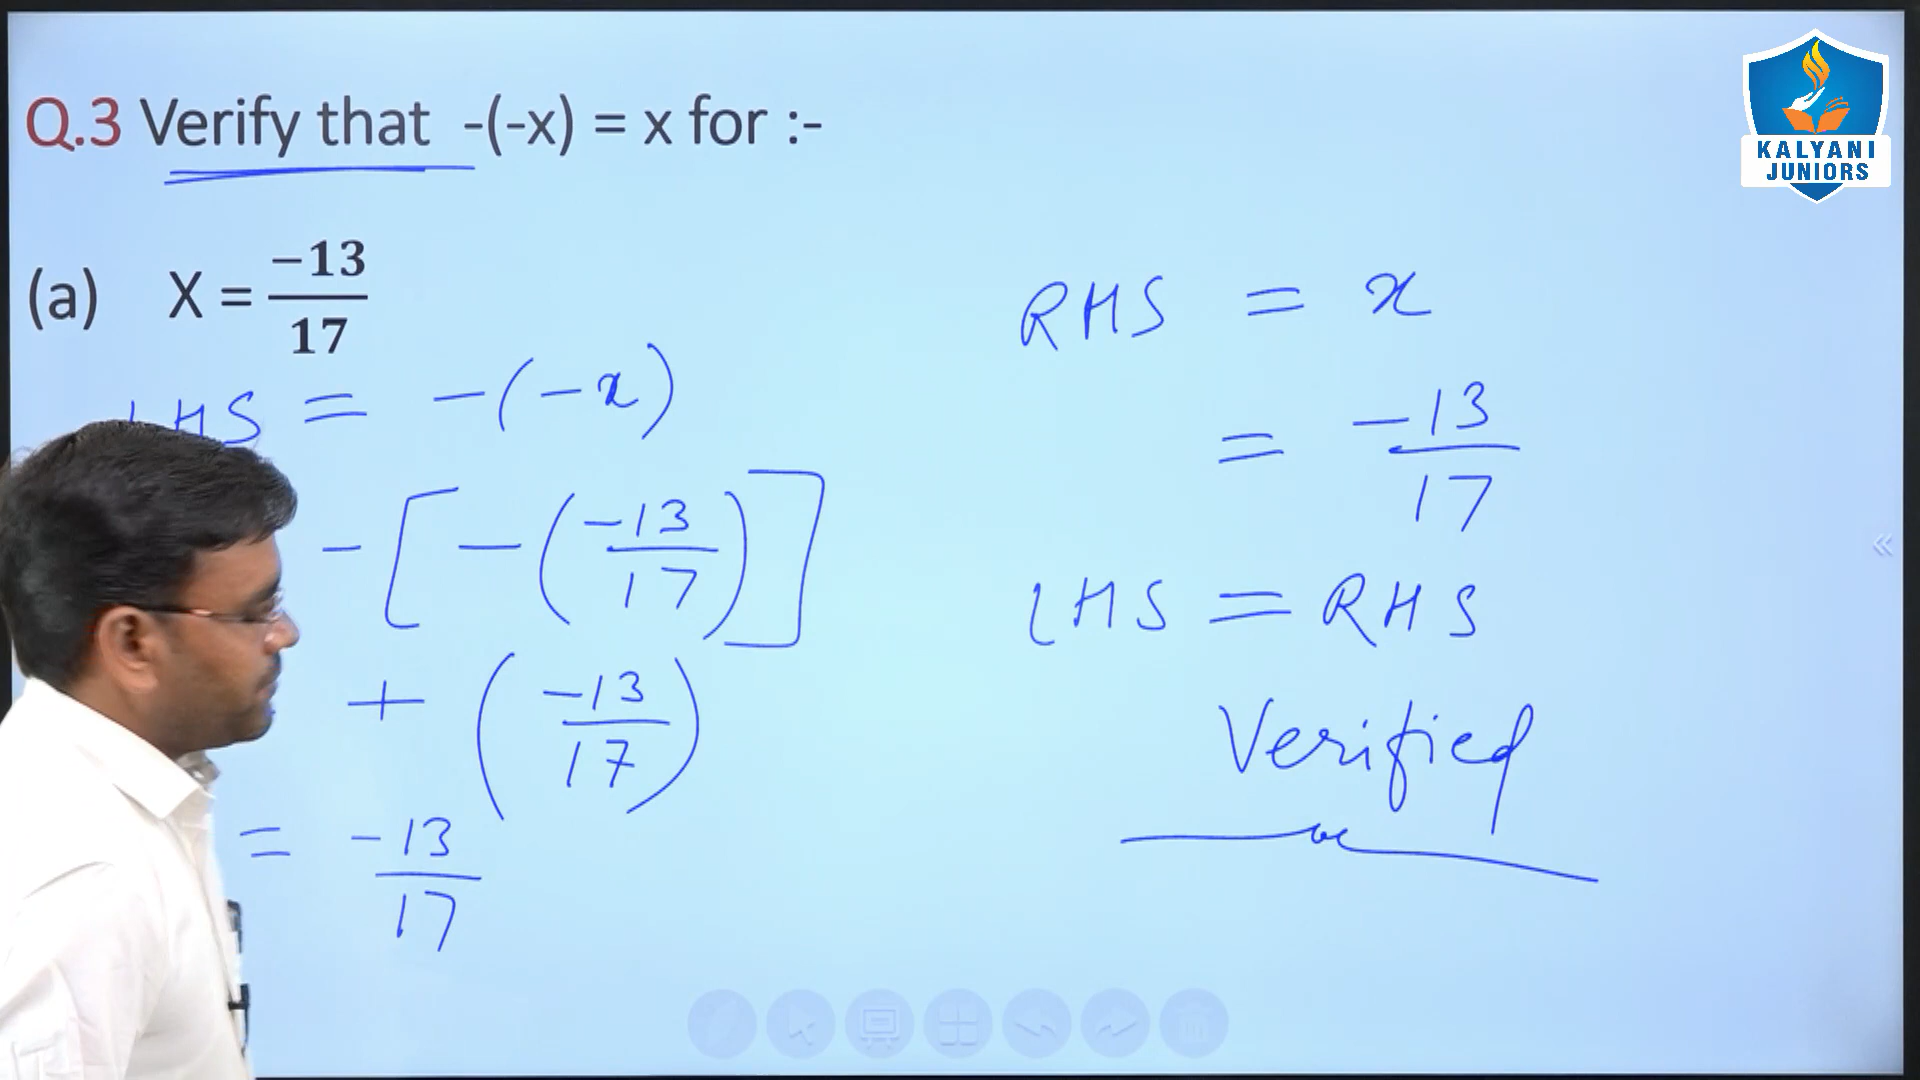 KALYANI
JUNIORS
Q.3 Verify that -(-x) = x for :-
(a) X = −13/17
LHS = -(-x)
-[-(-13/17)]
+ (-13/17)
= -13/17
RHS = x
= -13/17
LHS = RHS
Verified